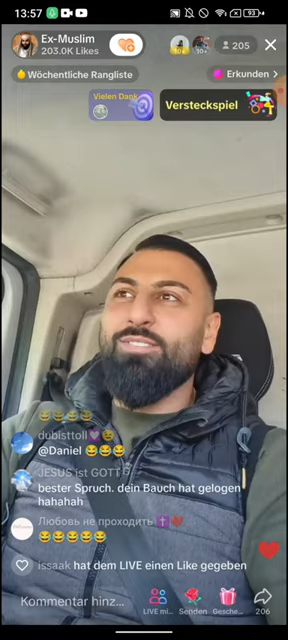 13:57
93
Ex-Muslim
203.0K Likes
205
Wöchentliche Rangliste
Erkunden >
Vielen Dank
Versteckspiel
dubisttoll
@Daniel
JESUS ist GOTT
bester Spruch. dein Bauch hat gelogen
hahahah
Любовь не проходить
issaak hat dem LIVE einen Like gegeben
Kommentar hinz...
LIVE mi...
Senden
Gesche...
206